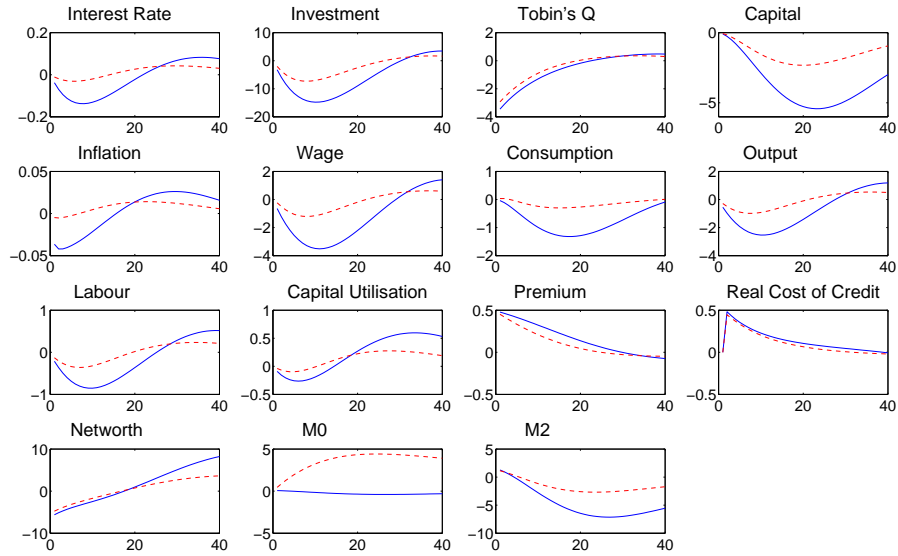 Interest Rate
Investment
Tobin's Q
Capital
0.2
0
−0.2
0 20 40
10
0
−10
−20
0 20 40
2
0
−2
−4
0 20 40
0
−5
0 20 40
Inflation
Wage
Consumption
Output
0.05
0
−0.05
0 20 40
2
0
−2
−4
0 20 40
1
0
−1
−2
0 20 40
2
0
−2
−4
0 20 40
Labour
Capital Utilisation
Premium
Real Cost of Credit
1
0
−1
0 20 40
1
0.5
0
−0.5
0 20 40
0.5
0
−0.5
0 20 40
0.5
0
−0.5
0 20 40
Networth
M0
M2
10
0
−10
0 20 40
5
0
−5
0 20 40
5
0
−5
−10
0 20 40